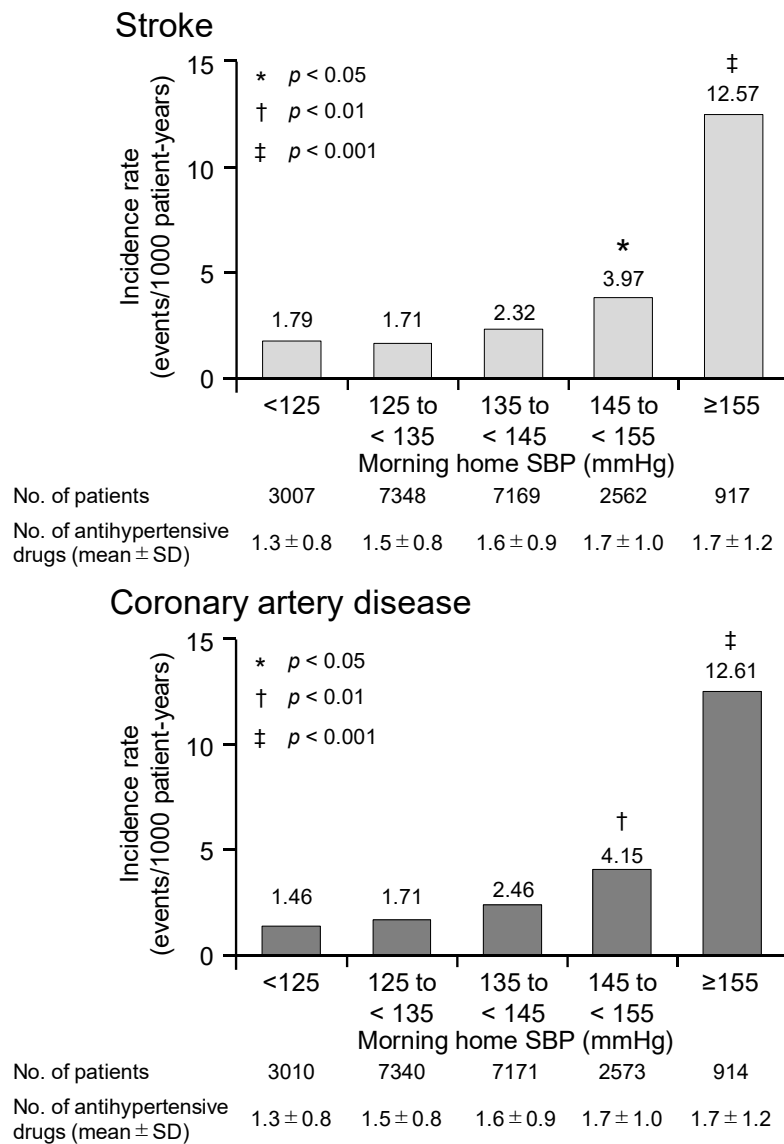 Stroke
Incidence rate
(events/1000 patient-years)
15
10
5
0
* p < 0.05
† p < 0.01
‡ p < 0.001
1.79
1.71
2.32
*
3.97
‡
12.57
<125 125 to 135 to 145 to ≥155
< 135 < 145 < 155
Morning home SBP (mmHg)
No. of patients 3007 7348 7169 2562 917
No. of antihypertensive
drugs (mean ± SD) 1.3 ± 0.8 1.5 ± 0.8 1.6 ± 0.9 1.7 ± 1.0 1.7 ± 1.2
Coronary artery disease
Incidence rate
(events/1000 patient-years)
15
10
5
0
* p < 0.05
† p < 0.01
‡ p < 0.001
1.46
1.71
2.46
†
4.15
‡
12.61
<125 125 to 135 to 145 to ≥155
< 135 < 145 < 155
Morning home SBP (mmHg)
No. of patients 3010 7340 7171 2573 914
No. of antihypertensive
drugs (mean ± SD) 1.3 ± 0.8 1.5 ± 0.8 1.6 ± 0.9 1.7 ± 1.0 1.7 ± 1.2